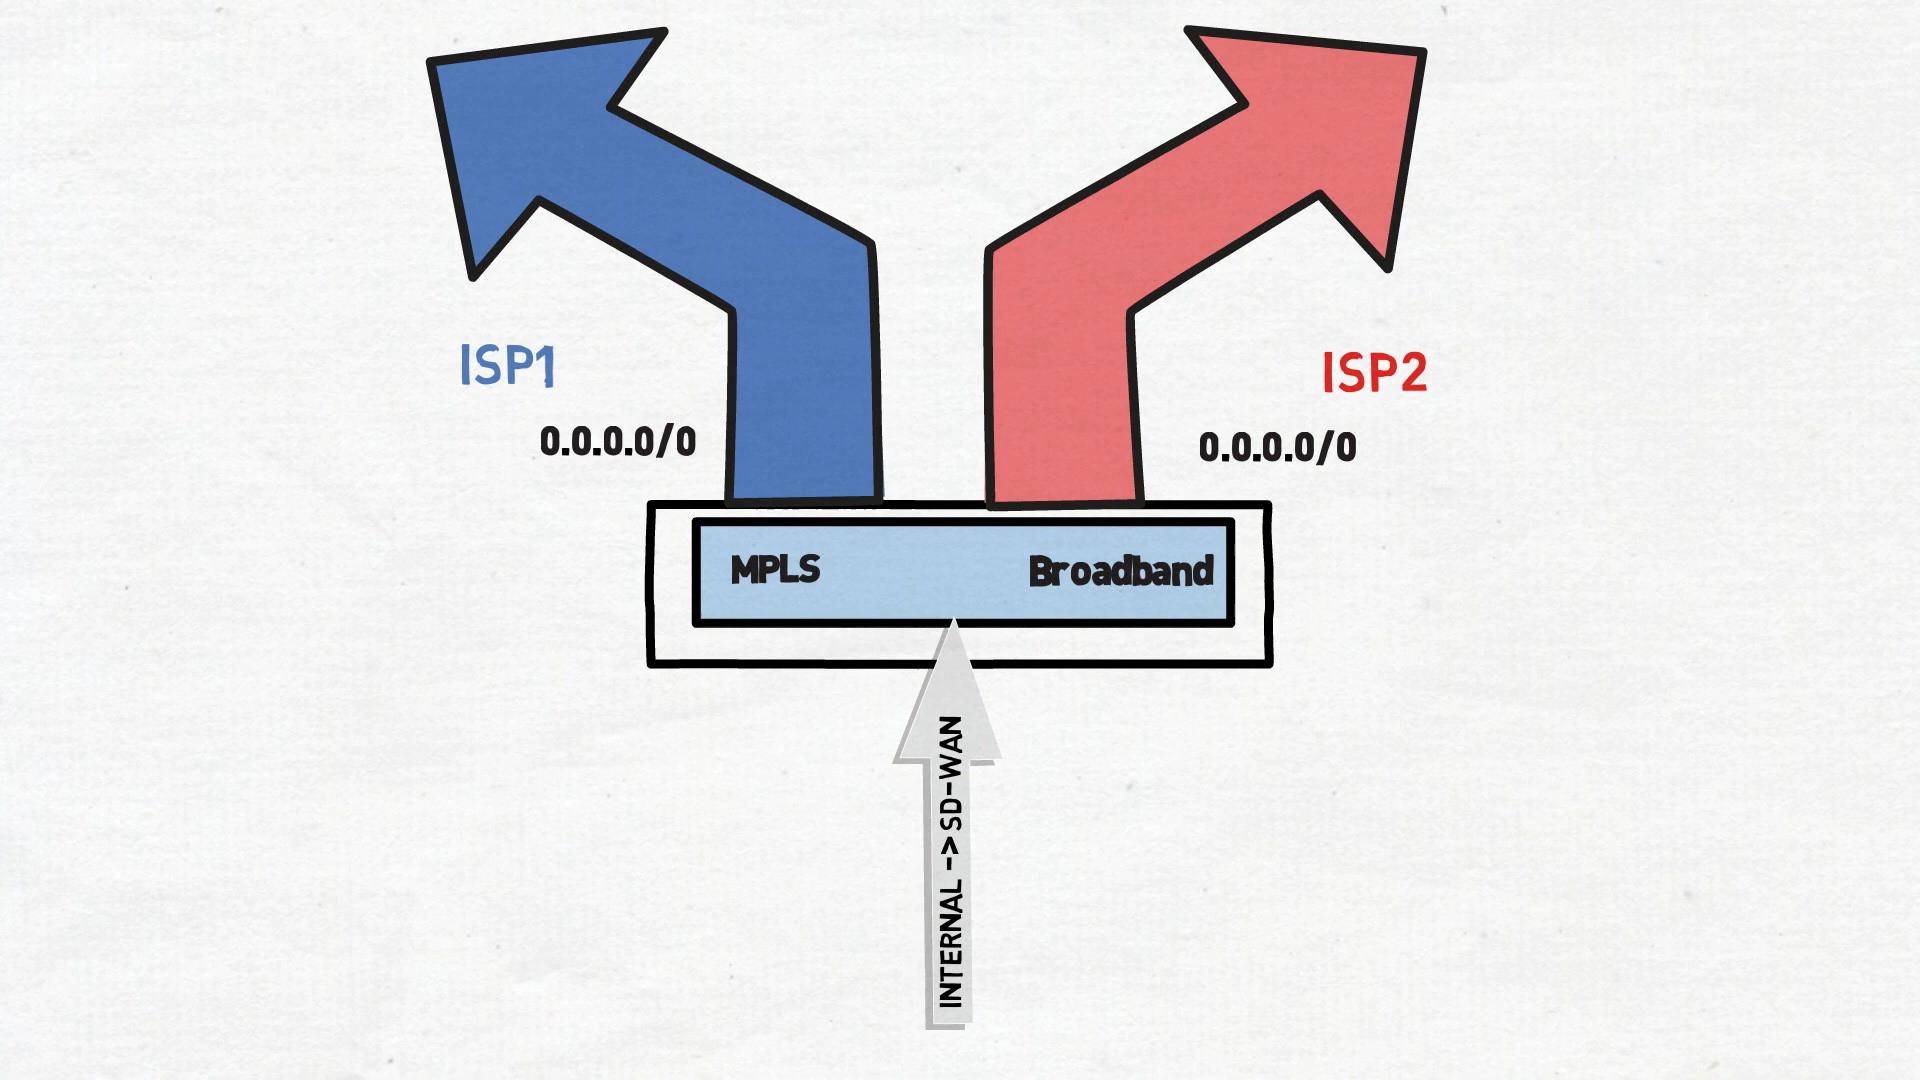 ISP1
ISP2
0.0.0.0/0
0.0.0.0/0
MPLS
Broadband
INTERNAL ->SD-WAN